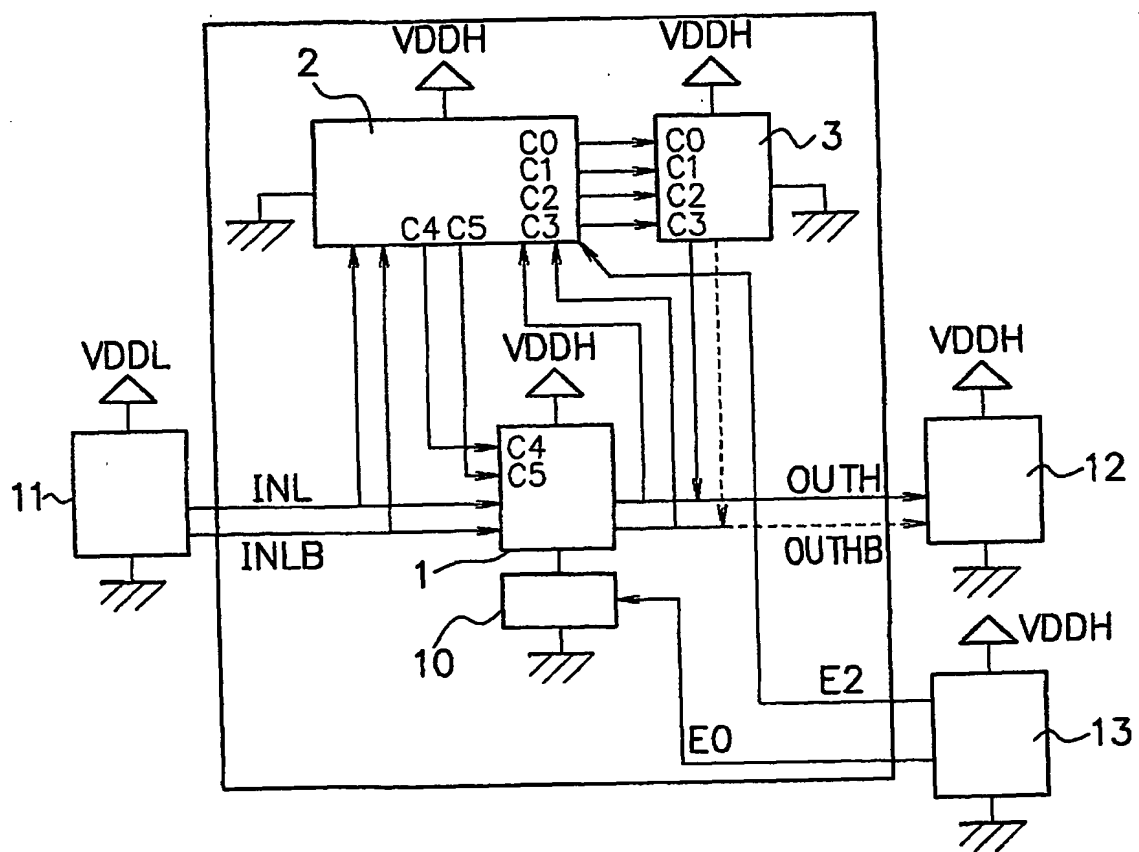 VDDH
VDDH
2
3
C0
C1
C2
C3
C0
C1
C2
C3
C4 C5
VDDL
VDDH
VDDH
C4
C5
11
INL
INLB
OUTH
OUTHB
12
1
10
VDDH
E2
E0
13